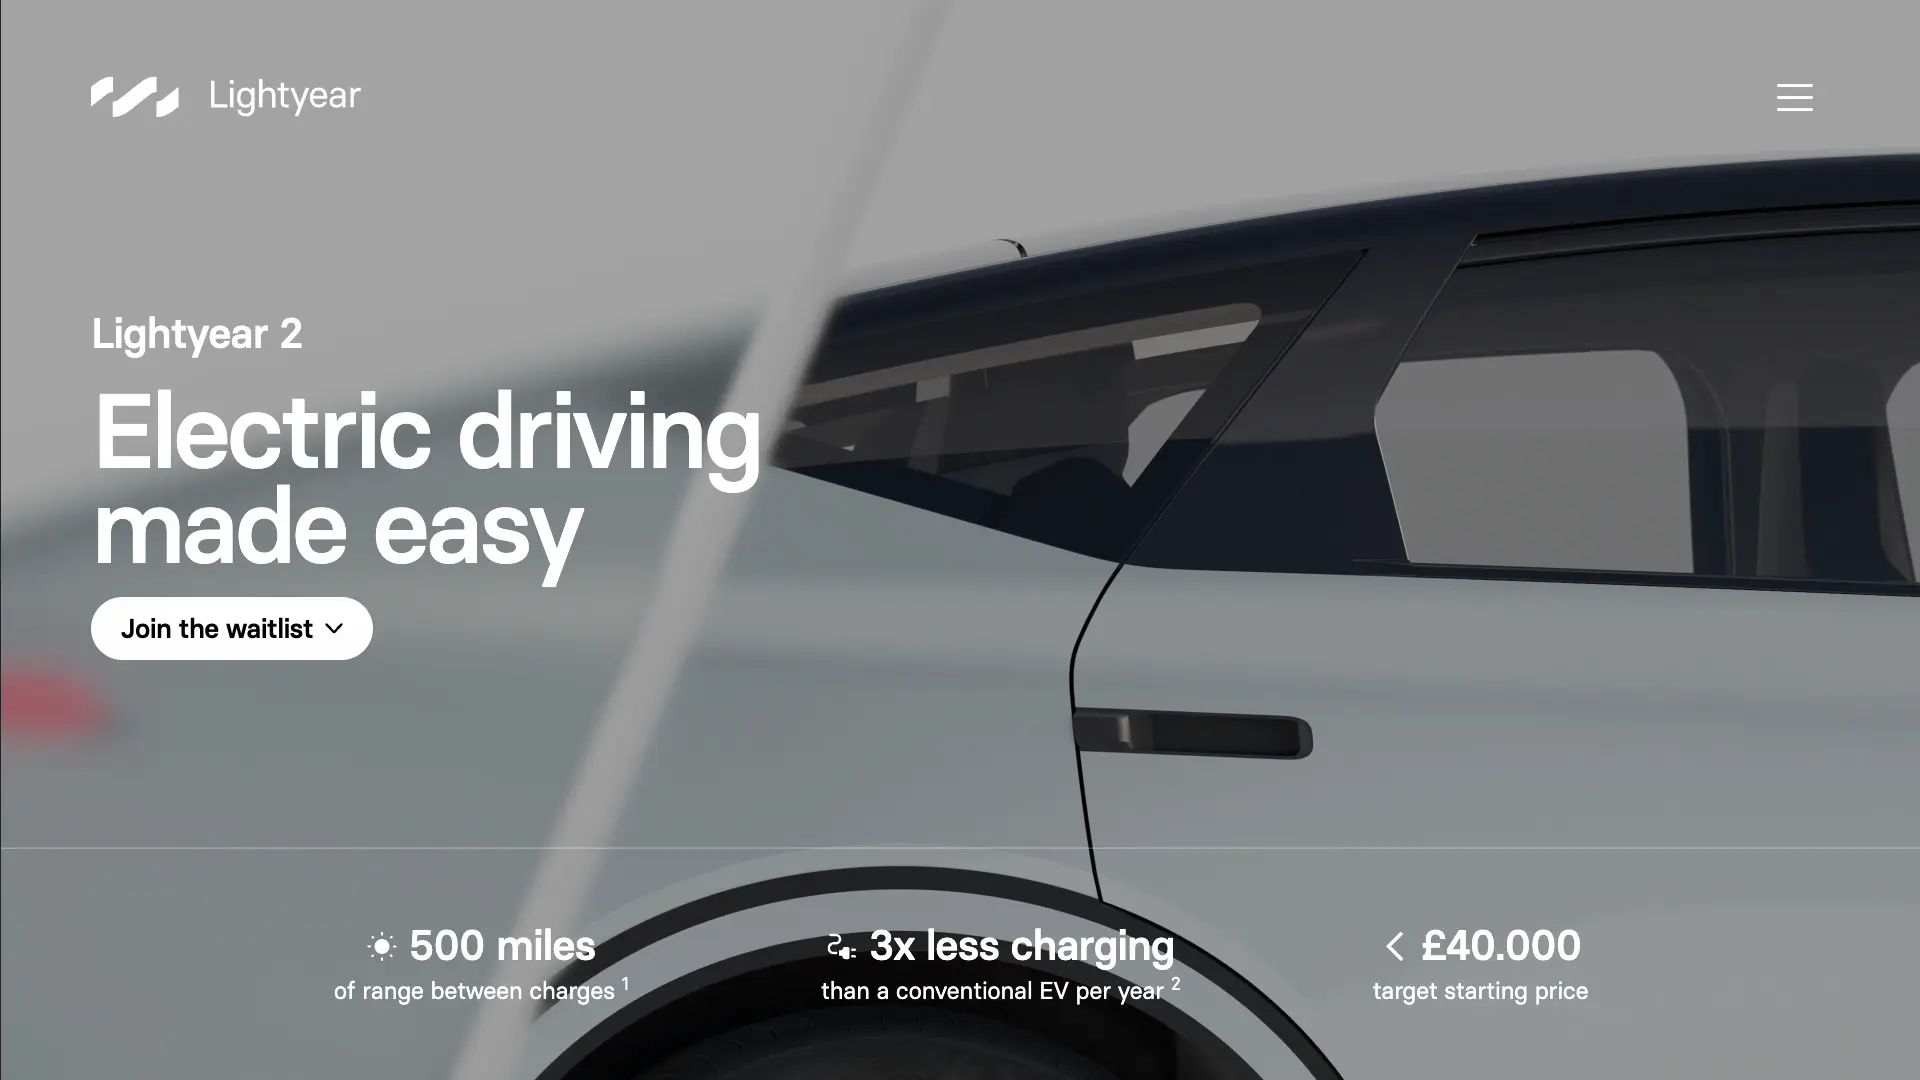 Lightyear
Lightyear 2
Electric driving
made easy
Join the waitlist
500 miles
of range between charges 1
3x less charging
than a conventional EV per year 2
< £40.000
target starting price